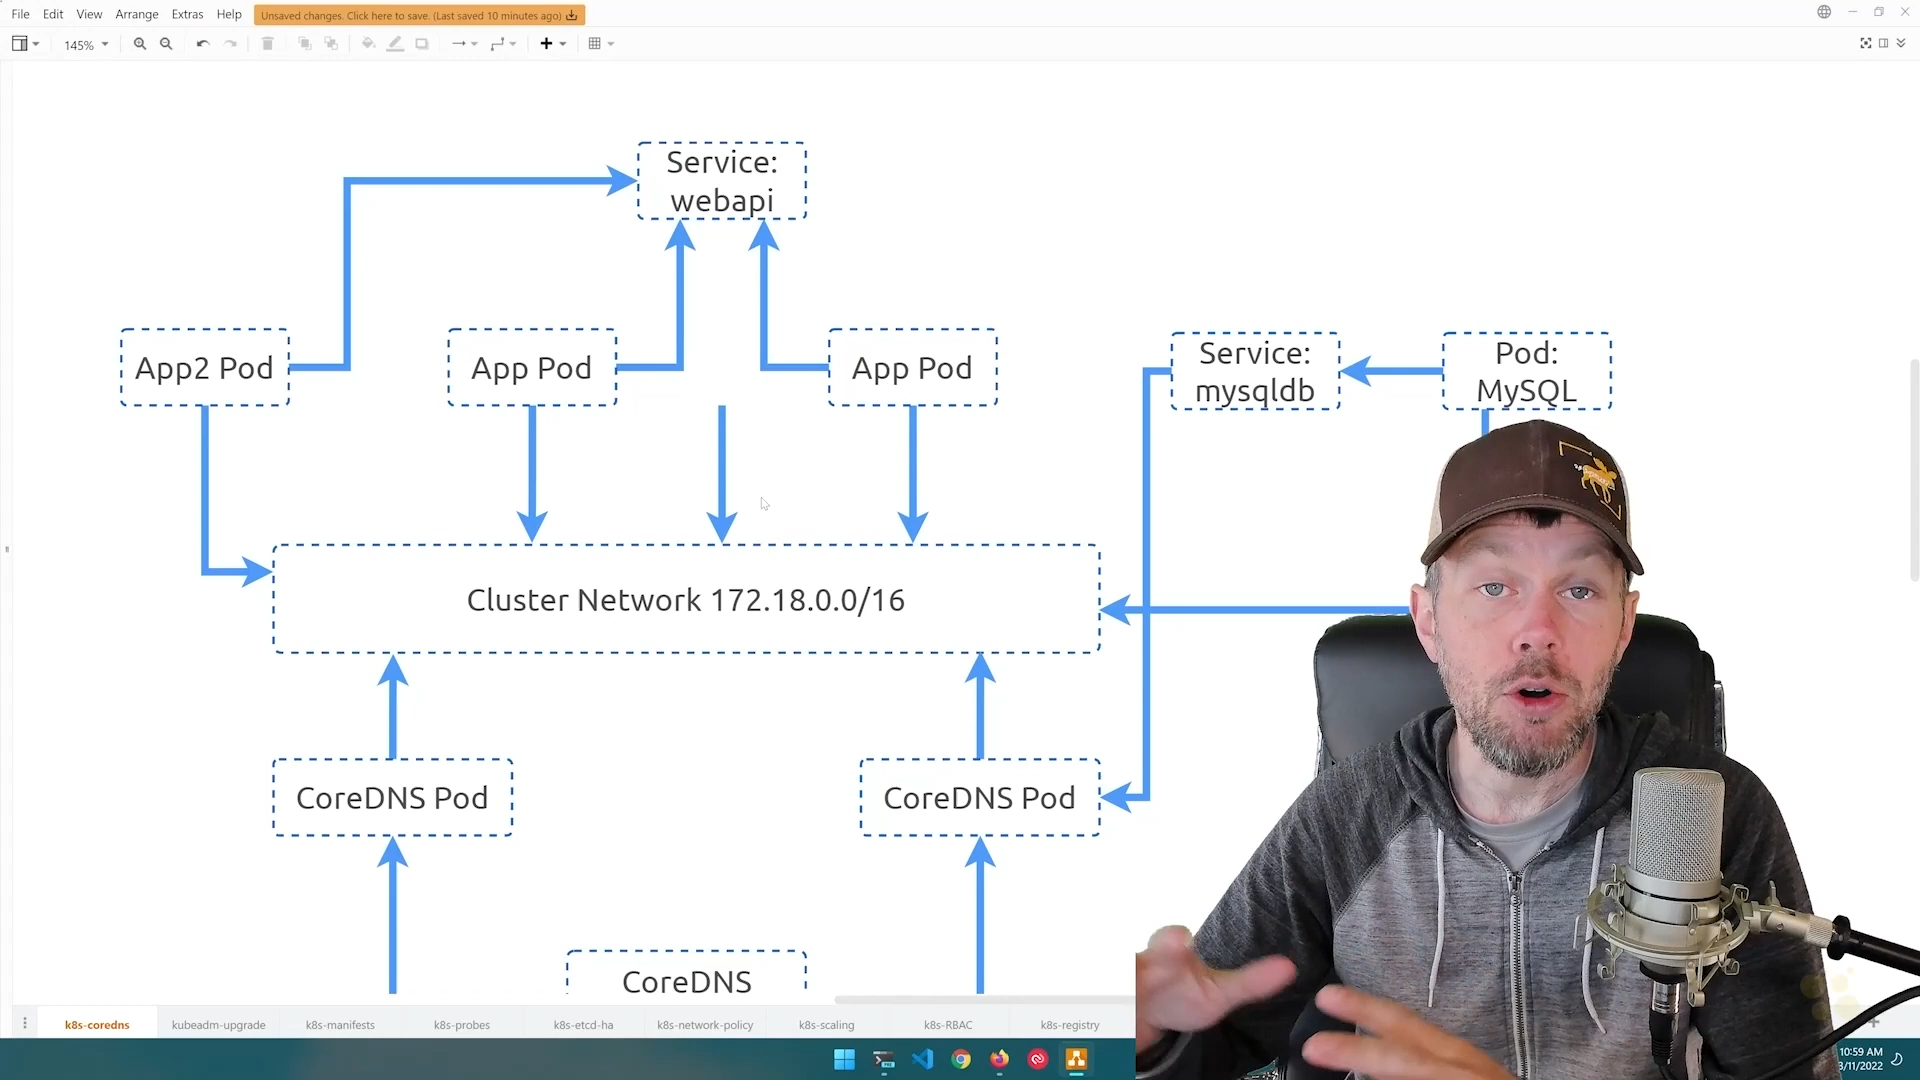 File Edit View Arrange Extras Help
Unsaved changes. Click here to save. (Last saved 10 minutes ago)
145%
Service:
webapi
App2 Pod
App Pod
App Pod
Service:
mysqldb
Pod:
MySQL
Cluster Network 172.18.0.0/16
CoreDNS Pod
CoreDNS Pod
CoreDNS
k8s-coredns kubeadm-upgrade k8s-manifests k8s-probes k8s-etcd-ha k8s-network-policy k8s-scaling k8s-RBAC k8s-registry
10:59 AM
3/11/2022